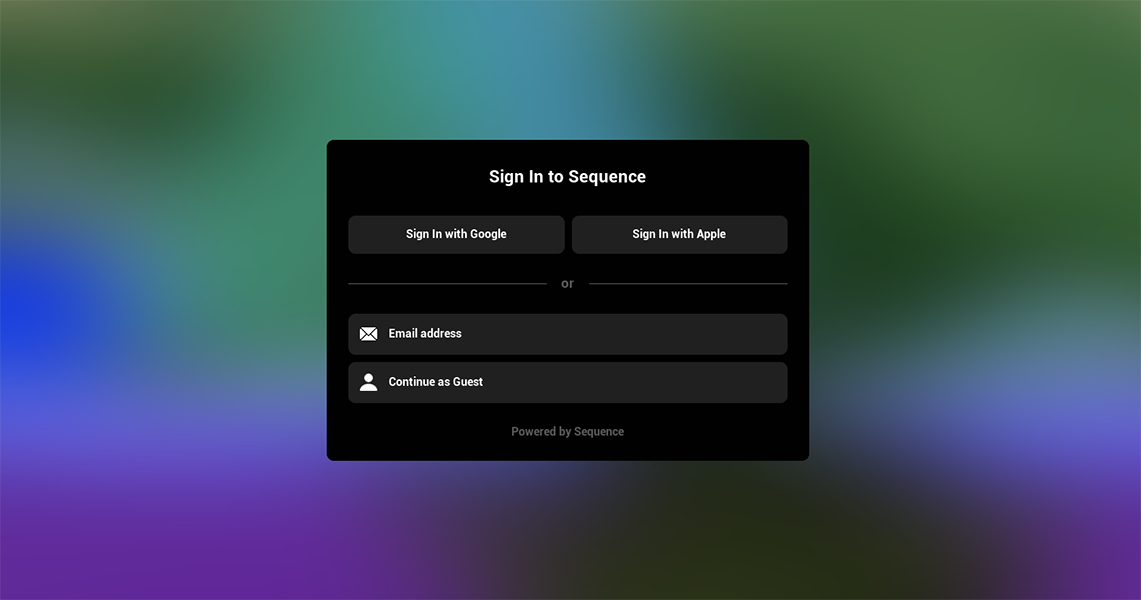 Sign In to Sequence
Sign In with Google
Sign In with Apple
or
Email address
Continue as Guest
Powered by Sequence